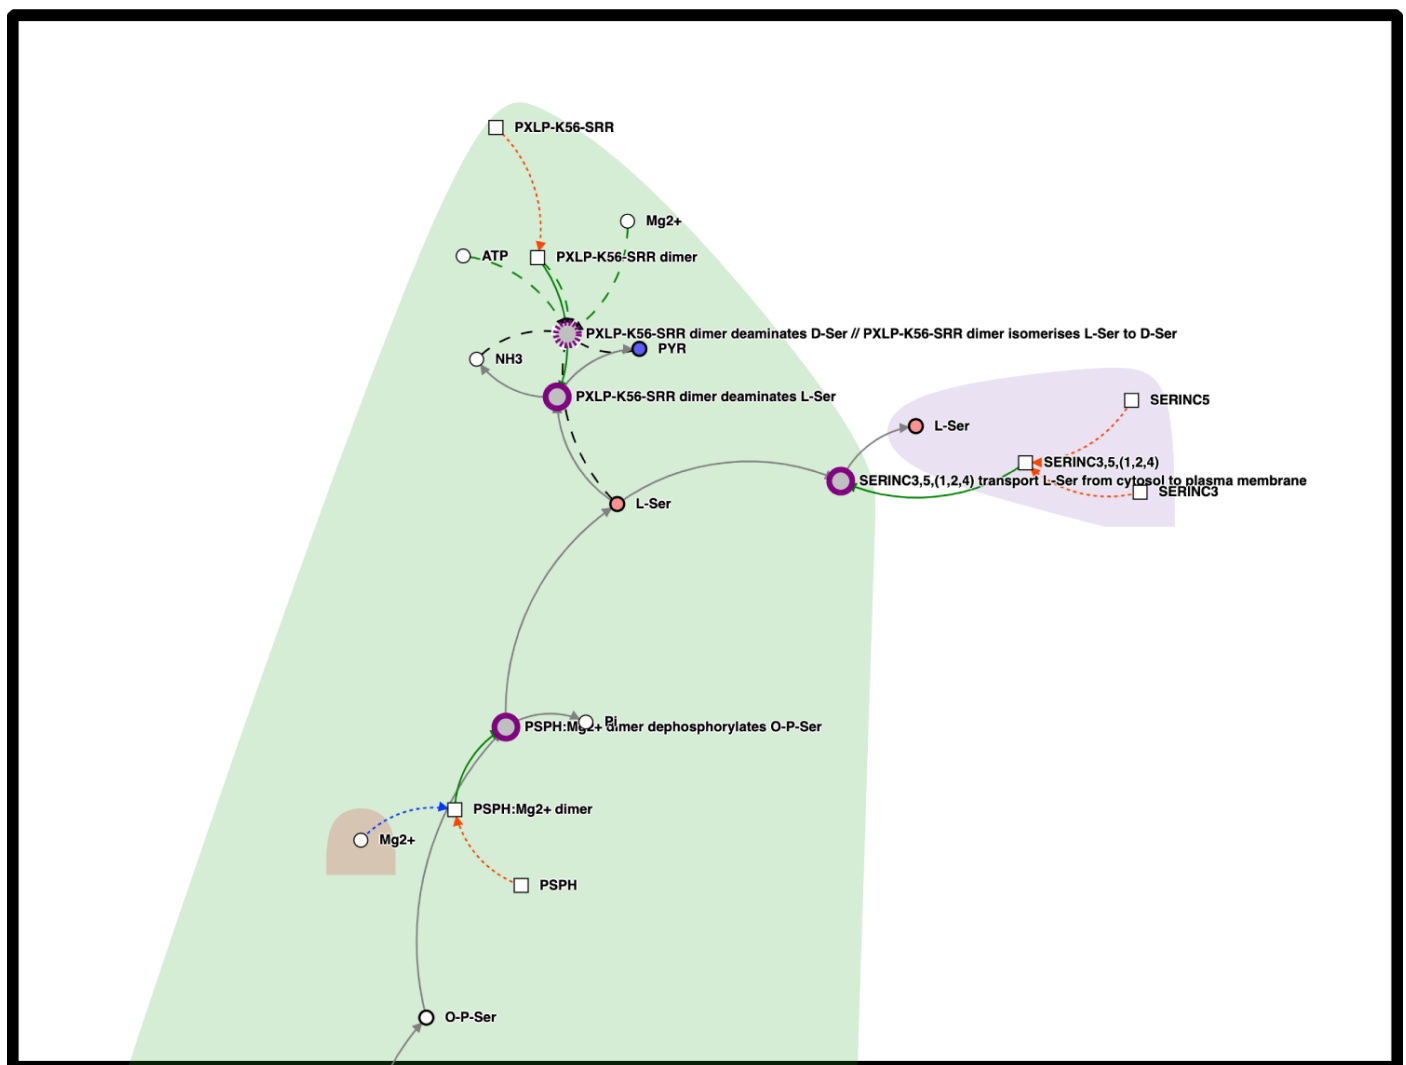 PXLP-K56-SRR
Mg2+
ATP
PXLP-K56-SRR dimer
PXLP-K56-SRR dimer deaminates D-Ser // PXLP-K56-SRR dimer isomerises L-Ser to D-Ser
PYR
NH3
PXLP-K56-SRR dimer deaminates L-Ser
SERINC5
L-Ser
SERINC3,5,(1,2,4)
SERINC3,5,(1,2,4) transport L-Ser from cytosol to plasma membrane
SERINC3
L-Ser
Pi
PSPH:Mg2+ dimer dephosphorylates O-P-Ser
PSPH:Mg2+ dimer
Mg2+
PSPH
O-P-Ser